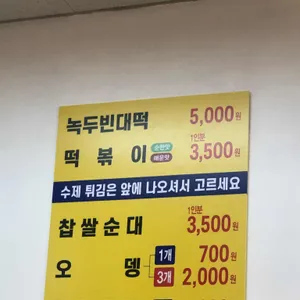 녹두빈대떡 5,000원
떡볶이 순한맛 매운맛 1인분 3,500원
수제 튀김은 앞에 나오셔서 고르세요
찹쌀순대 1인분 3,500원
오뎅 1개 700원
3개 2,000원